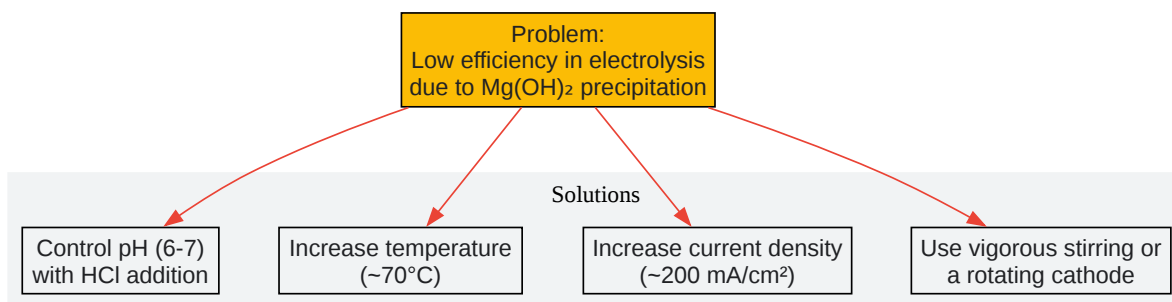 Problem:
Low efficiency in electrolysis
due to Mg(OH)₂ precipitation
Solutions
Control pH (6-7)
with HCl addition
Increase temperature
(~70°C)
Increase current density
(~200 mA/cm²)
Use vigorous stirring or
a rotating cathode